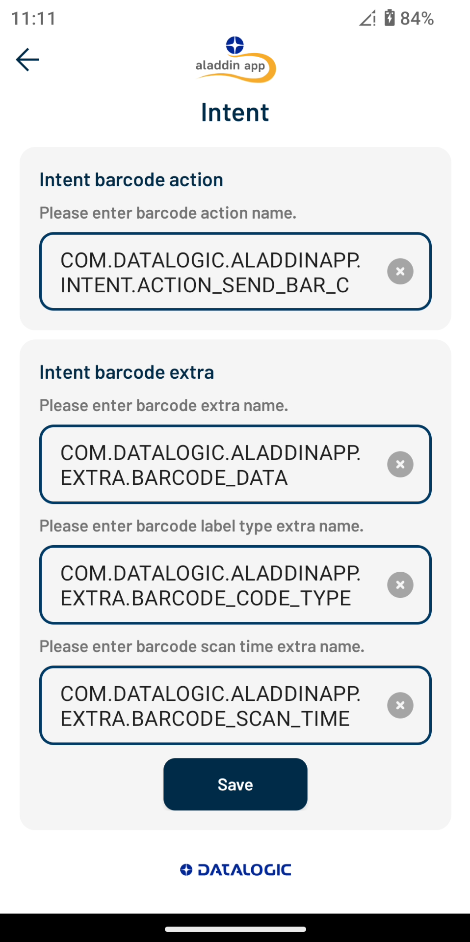 11:11
84%
aladdin app
Intent
Intent barcode action
Please enter barcode action name.
COM.DATALOGIC.ALADDINAPP.
INTENT.ACTION_SEND_BAR_C
Intent barcode extra
Please enter barcode extra name.
COM.DATALOGIC.ALADDINAPP.
EXTRA.BARCODE_DATA
Please enter barcode label type extra name.
COM.DATALOGIC.ALADDINAPP.
EXTRA.BARCODE_CODE_TYPE
Please enter barcode scan time extra name.
COM.DATALOGIC.ALADDINAPP.
EXTRA.BARCODE_SCAN_TIME
Save
DATALOGIC